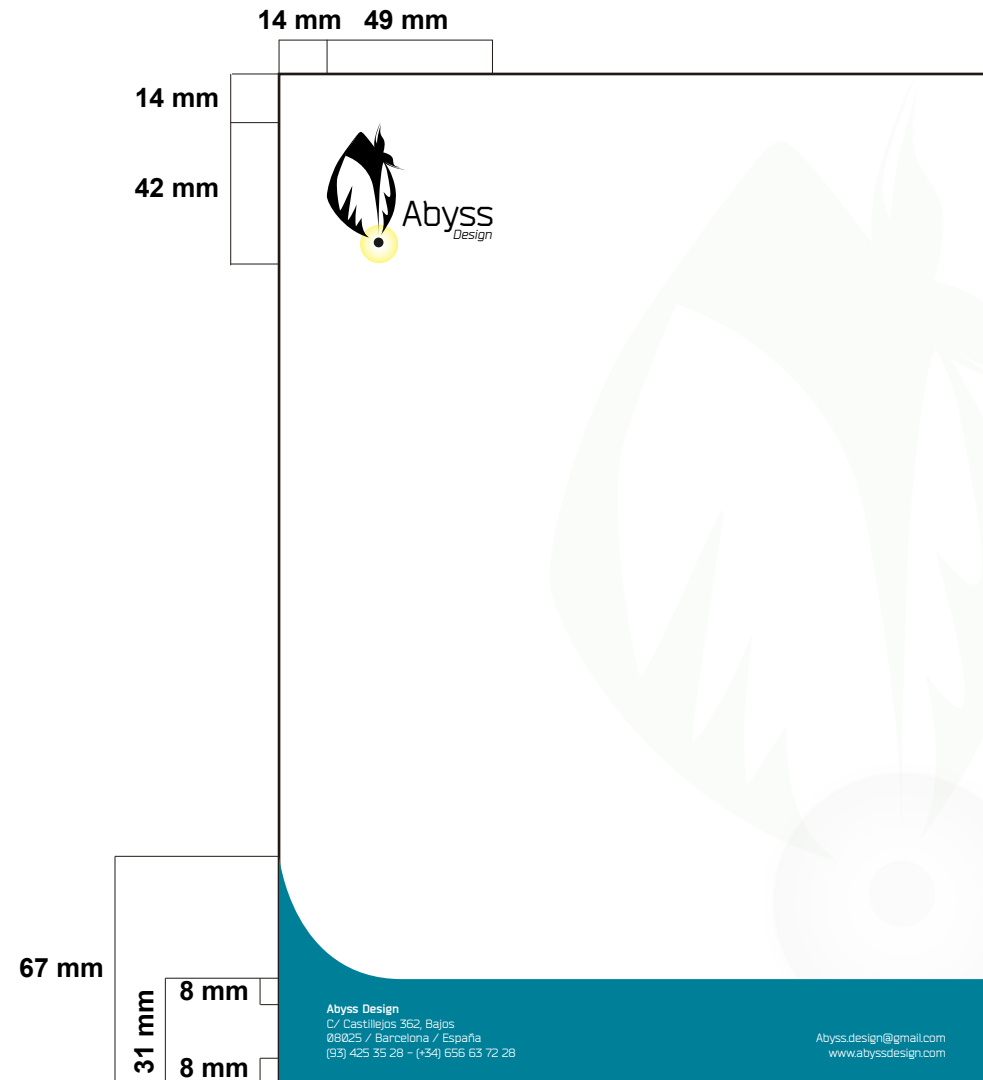 14 mm 49 mm
14 mm
42 mm
Abyss
Design
67 mm
31 mm
8 mm
8 mm
Abyss Design
C/ Castillejos 362, Bajos
08025 / Barcelona / España
(93) 425 35 28 - (+34) 656 63 72 28
Abyss.design@gmail.com
www.abyssdesign.com